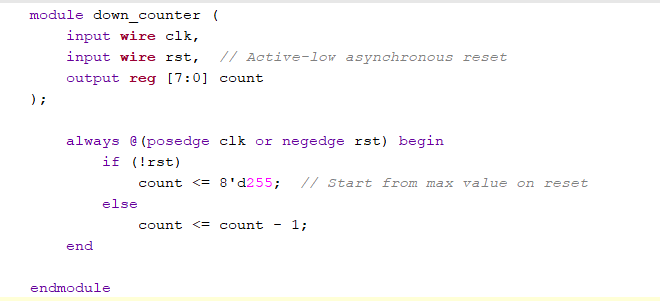 module down_counter (
    input wire clk,
    input wire rst,  // Active-low asynchronous reset
    output reg [7:0] count
);
    always @(posedge clk or negedge rst) begin
        if (!rst)
            count <= 8'd255;  // Start from max value on reset
        else
            count <= count - 1;
    end
endmodule